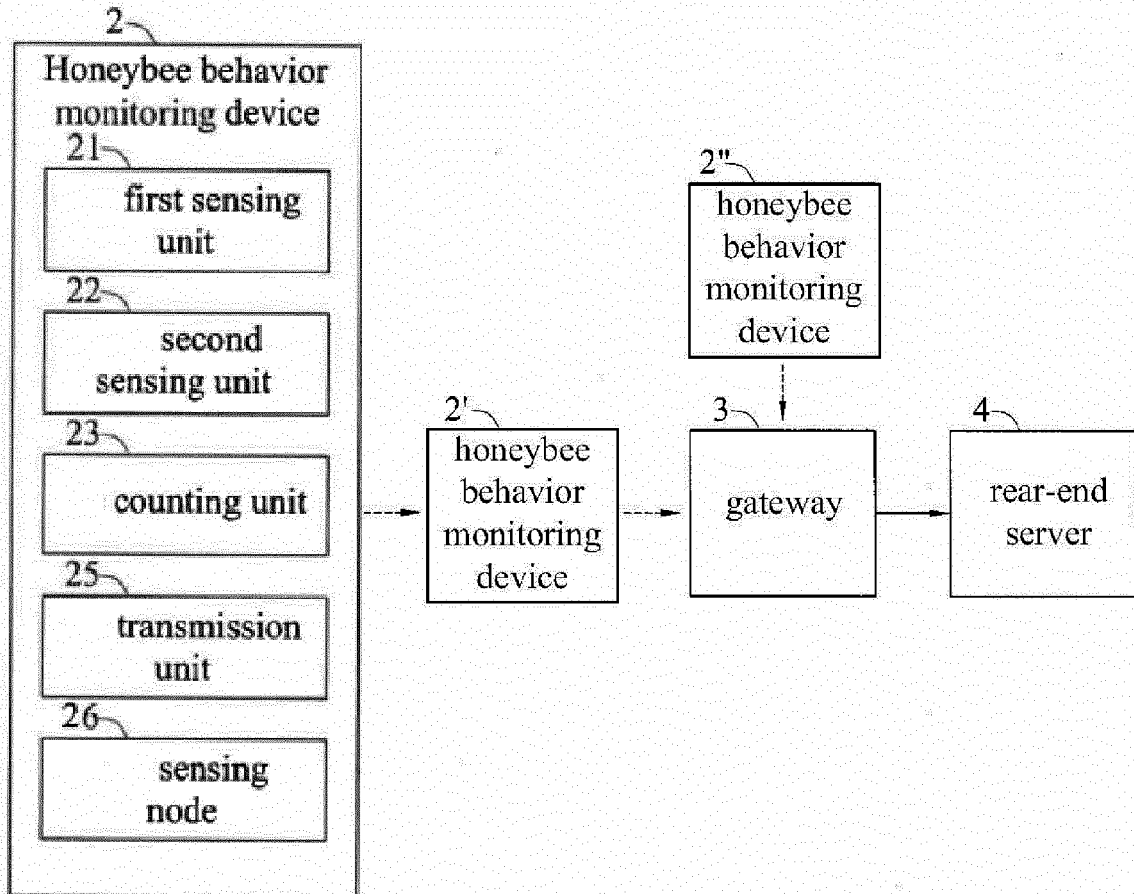 2
Honeybee behavior
monitoring device
21
first sensing
unit
22
second
sensing unit
23
counting unit
25
transmission
unit
26
sensing
node
2'
honeybee
behavior
monitoring
device
2"
honeybee
behavior
monitoring
device
3
gateway
4
rear-end
server